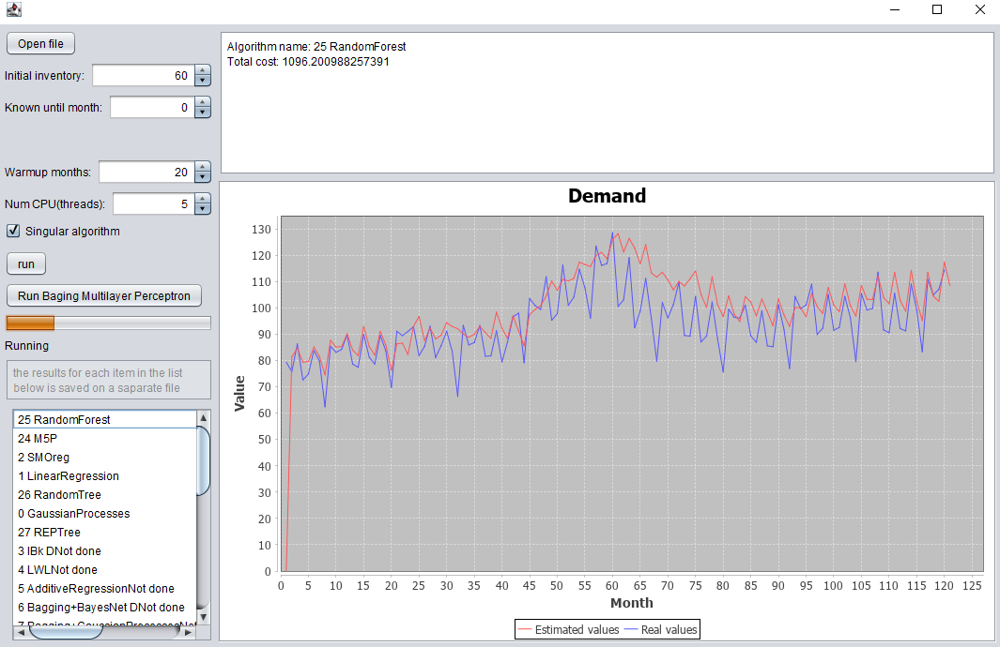 Open file
Initial inventory: 60
Known until month: 0
Warmup months: 20
Num CPU(threads): 5
Singular algorithm
run
Run Baging Multilayer Perceptron
Running
the results for each item in the list
below is saved on a saparate file
25 RandomForest
24 M5P
2 SMOreg
1 LinearRegression
26 RandomTree
0 GaussianProcesses
27 REPTree
3 IBk DNot done
4 LWLNot done
5 AdditiveRegressionNot done
6 Bagging+BayesNet DNot done
7 Bagging+GaussianProcessesNot
Algorithm name: 25 RandomForest
Total cost: 1096.200988257391
Demand
Value
130
120
110
100
90
80
70
60
50
40
30
20
10
0
0 5 10 15 20 25 30 35 40 45 50 55 60 65 70 75 80 85 90 95 100 105 110 115 120 125
Month
Estimated values Real values